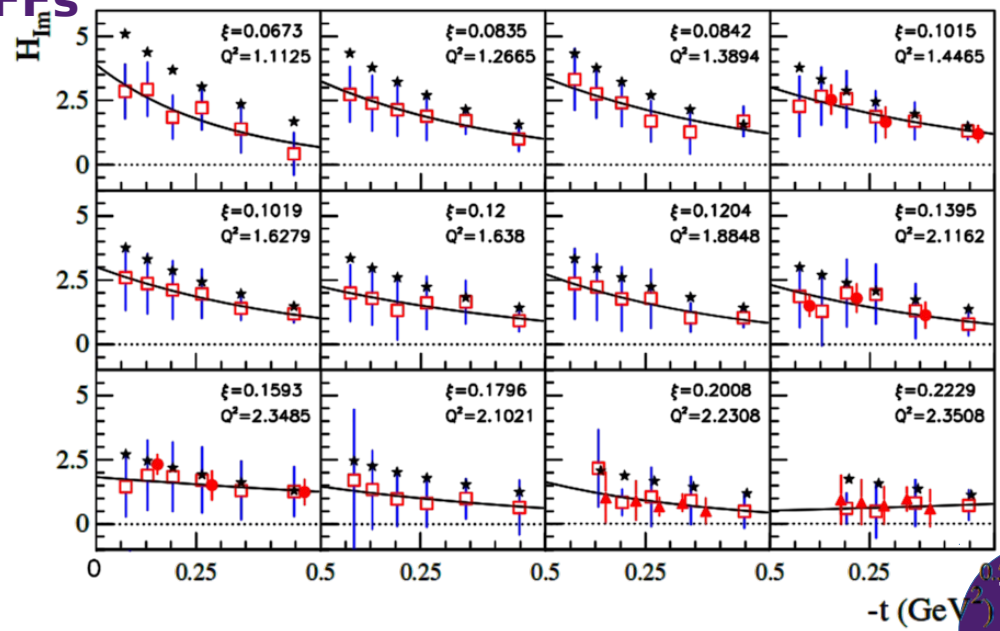 FFs
H_Im
5
2.5
0
ξ=0.0673
Q²=1.1125
ξ=0.0835
Q²=1.2665
ξ=0.0842
Q²=1.3894
ξ=0.1015
Q²=1.4465
5
2.5
0
ξ=0.1019
Q²=1.6279
ξ=0.12
Q²=1.638
ξ=0.1204
Q²=1.8848
ξ=0.1395
Q²=2.1162
5
2.5
0
ξ=0.1593
Q²=2.3485
ξ=0.1796
Q²=2.1021
ξ=0.2008
Q²=2.2308
ξ=0.2229
Q²=2.3508
0 0.25 0.5 0.25 0.5 0.25 0.5 0.25
-t (GeV²)